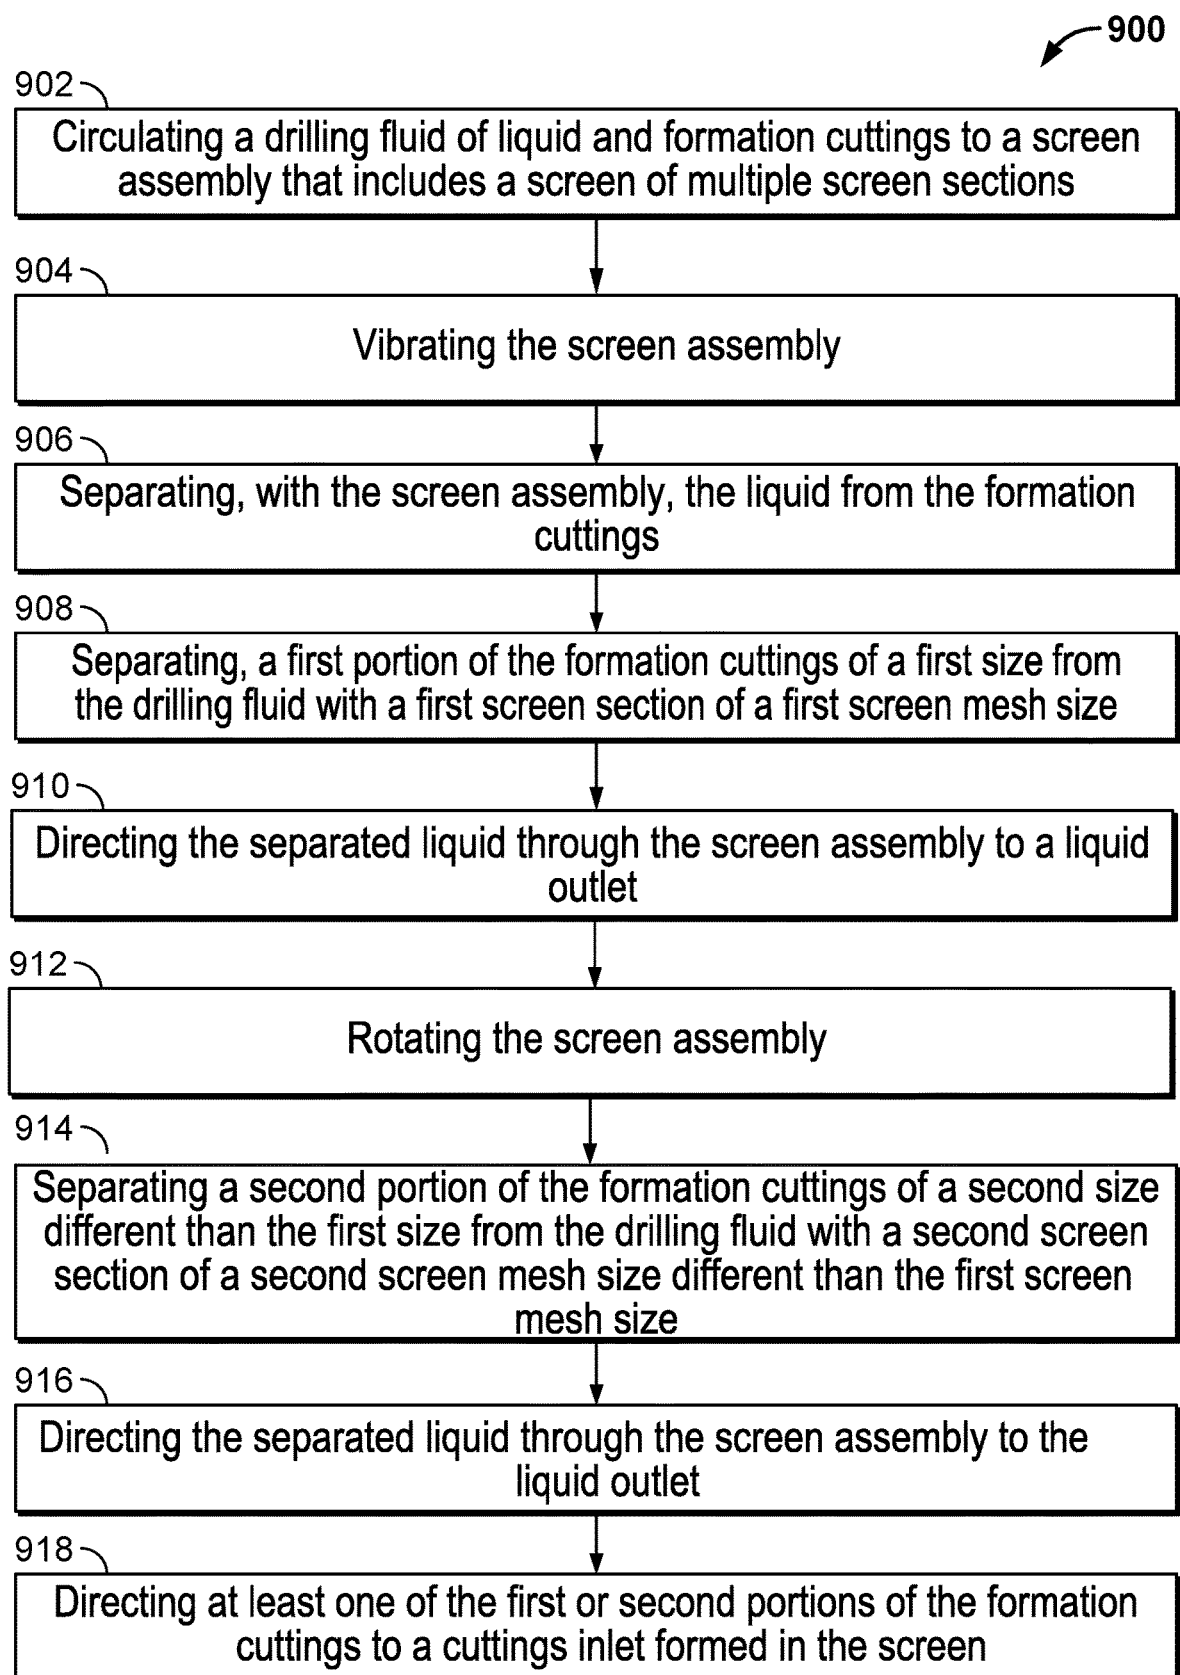 900
902
Circulating a drilling fluid of liquid and formation cuttings to a screen
assembly that includes a screen of multiple screen sections
904
Vibrating the screen assembly
906
Separating, with the screen assembly, the liquid from the formation
cuttings
908
Separating, a first portion of the formation cuttings of a first size from
the drilling fluid with a first screen section of a first screen mesh size
910
Directing the separated liquid through the screen assembly to a liquid
outlet
912
Rotating the screen assembly
914
Separating a second portion of the formation cuttings of a second size
different than the first size from the drilling fluid with a second screen
section of a second screen mesh size different than the first screen
mesh size
916
Directing the separated liquid through the screen assembly to the
liquid outlet
918
Directing at least one of the first or second portions of the formation
cuttings to a cuttings inlet formed in the screen